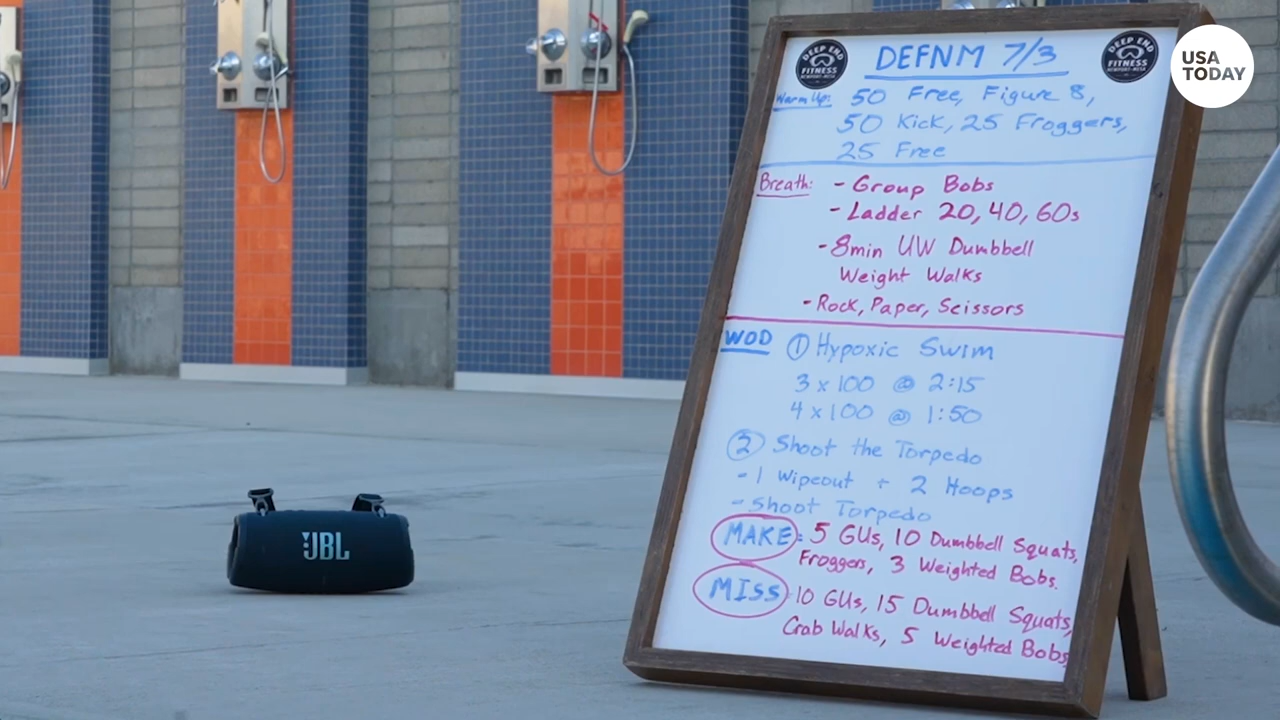 USA
TODAY
DEEP END
FITNESS
NEWPORT-MESA
DEFNM 7/3
DEEP END
FITNESS
NEWPORT-MESA
Warm Up: 50 Free, Figure 8,
50 Kick, 25 Froggers,
25 Free
Breath: - Group Bobs
- Ladder 20, 40, 60s
- 8min UW Dumbbell
Weight Walks
- Rock, Paper, Scissors
WOD ① Hypoxic Swim
3 x 100 @ 2:15
4 x 100 @ 1:50
② Shoot the Torpedo
- 1 Wipeout + 2 Hoops
- Shoot Torpedo
MAKE: 5 GUs, 10 Dumbbell Squats,
Froggers, 3 Weighted Bobs.
MISS 10 GUs, 15 Dumbbell Squats,
Crab Walks, 5 Weighted Bobs
JBL